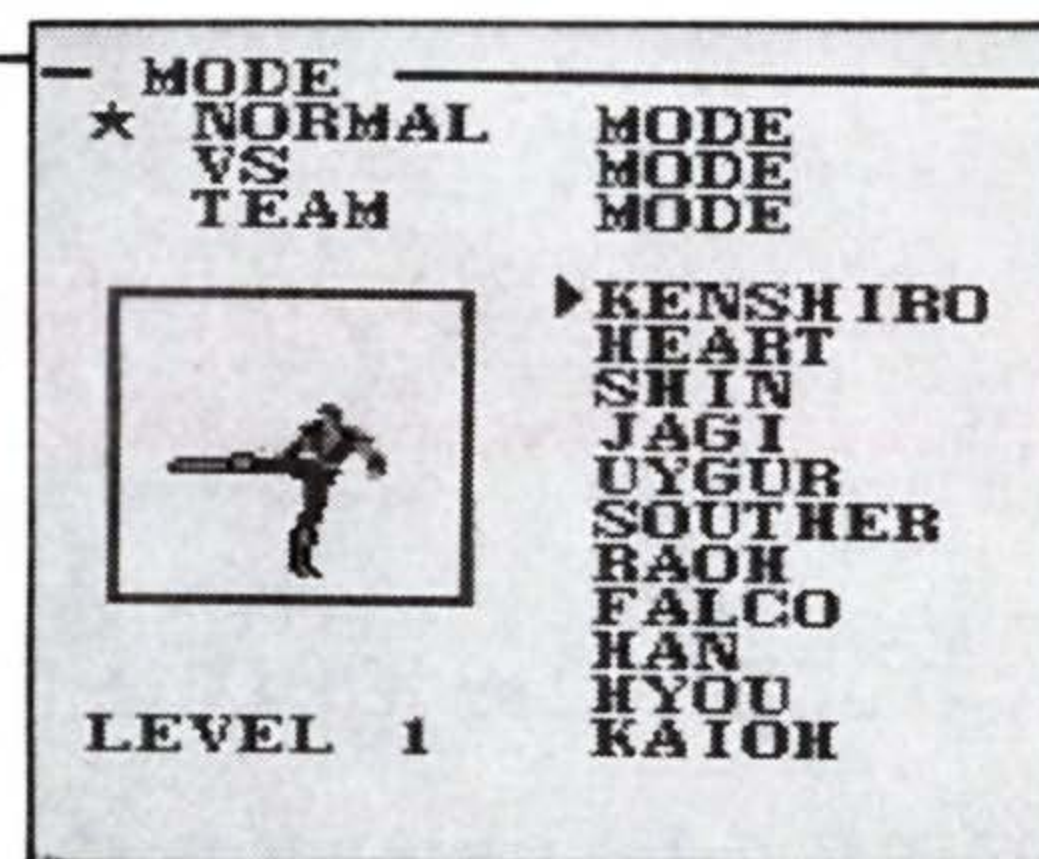 MODE
★ NORMAL MODE
VS MODE
TEAM MODE
▶KENSHIRO
HEART
SHIN
JAGI
UYGUR
SOUTHER
RAOH
FALCO
HAN
HYOU
KAIOH
LEVEL 1